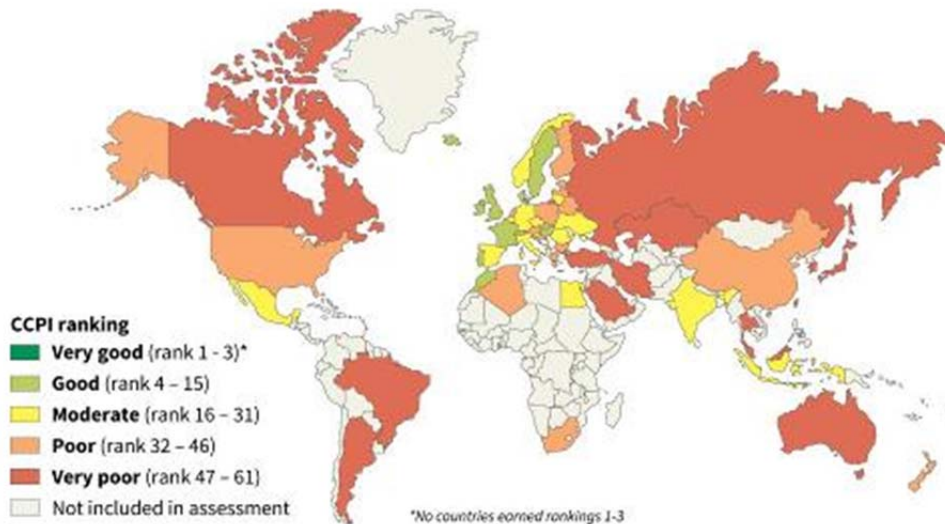 CCPI ranking
Very good (rank 1 - 3)*
Good (rank 4 – 15)
Moderate (rank 16 – 31)
Poor (rank 32 – 46)
Very poor (rank 47 – 61)
Not included in assessment
*No countries earned rankings 1-3